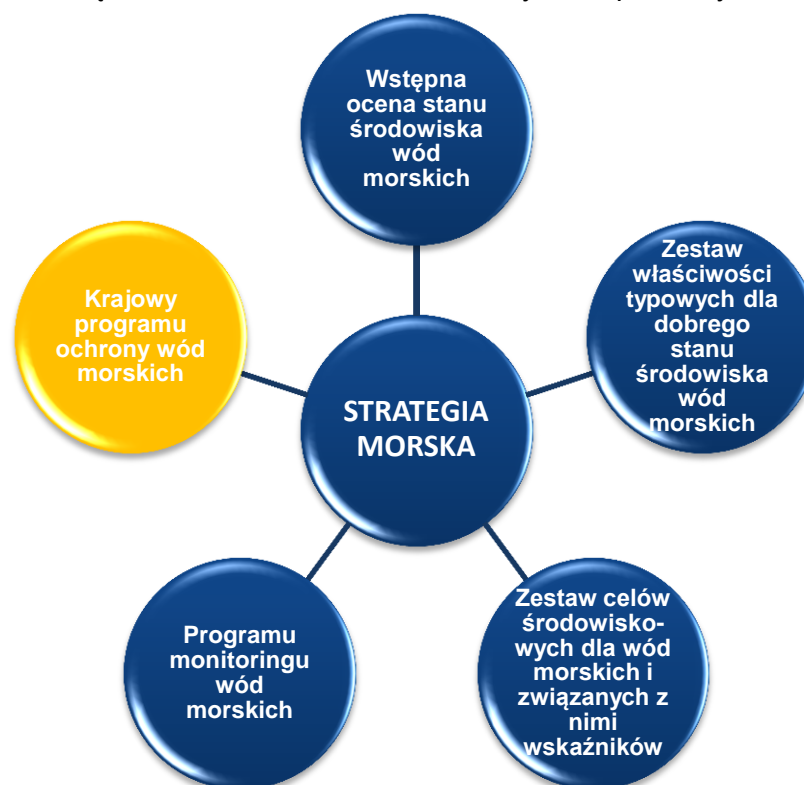 Wstępna
ocena stanu
środowiska
wód
morskich
Zestaw
właściwości
typowych dla
dobrego
stanu
środowiska
wód
morskich
Krajowy
programu
ochrony wód
morskich
STRATEGIA
MORSKA
Programu
monitoringu
wód
morskich
Zestaw celów
środowisko-
wych dla wód
morskich i
związanych z
nimi
wskaźników